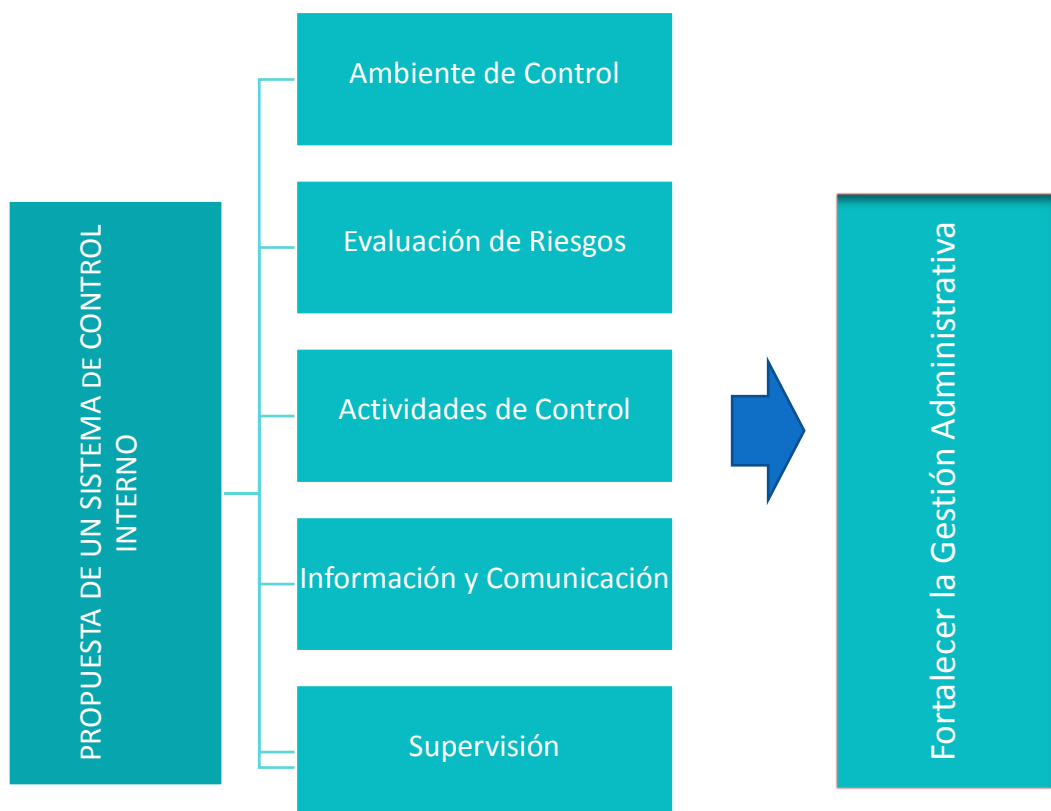 PROPUESTA DE UN SISTEMA DE CONTROL
INTERNO
Ambiente de Control
Evaluación de Riesgos
Actividades de Control
Información y Comunicación
Supervisión
Fortalecer la Gestión Administrativa